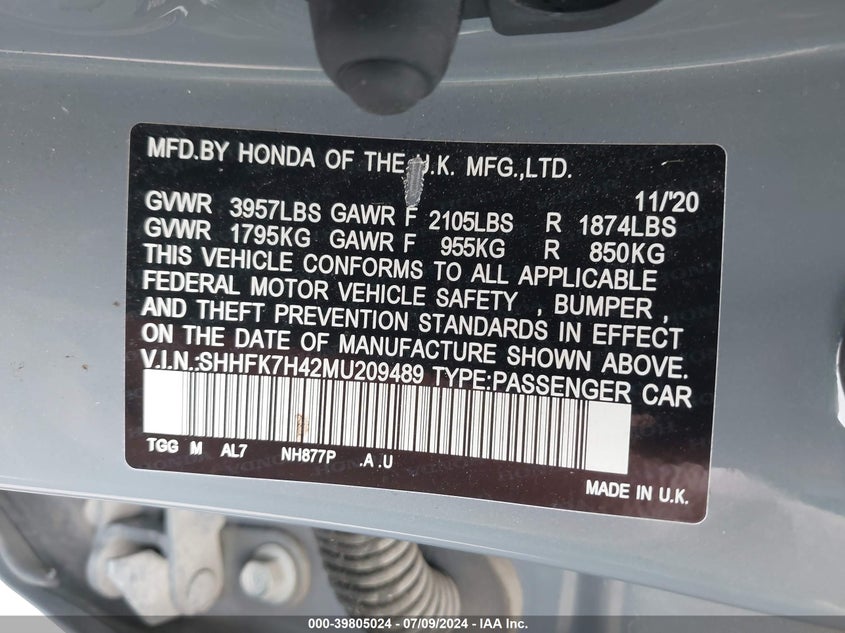 MFD.BY HONDA OF THE U.K. MFG.,LTD.
11/'20
GVWR 3957LBS GAWR F 2105LBS R 1874LBS
GVWR 1795KG GAWR F 955KG R 850KG
THIS VEHICLE CONFORMS TO ALL APPLICABLE
FEDERAL MOTOR VEHICLE SAFETY , BUMPER ,
AND THEFT PREVENTION STANDARDS IN EFFECT
ON THE DATE OF MANUFACTURE SHOWN ABOVE.
V.I.N.:SHHFK7H42MU209489 TYPE:PASSENGER CAR
TGG M AL7 NH877P .A .U
MADE IN U.K.
000-39805024 / 07/09/2024 / IAA Inc.